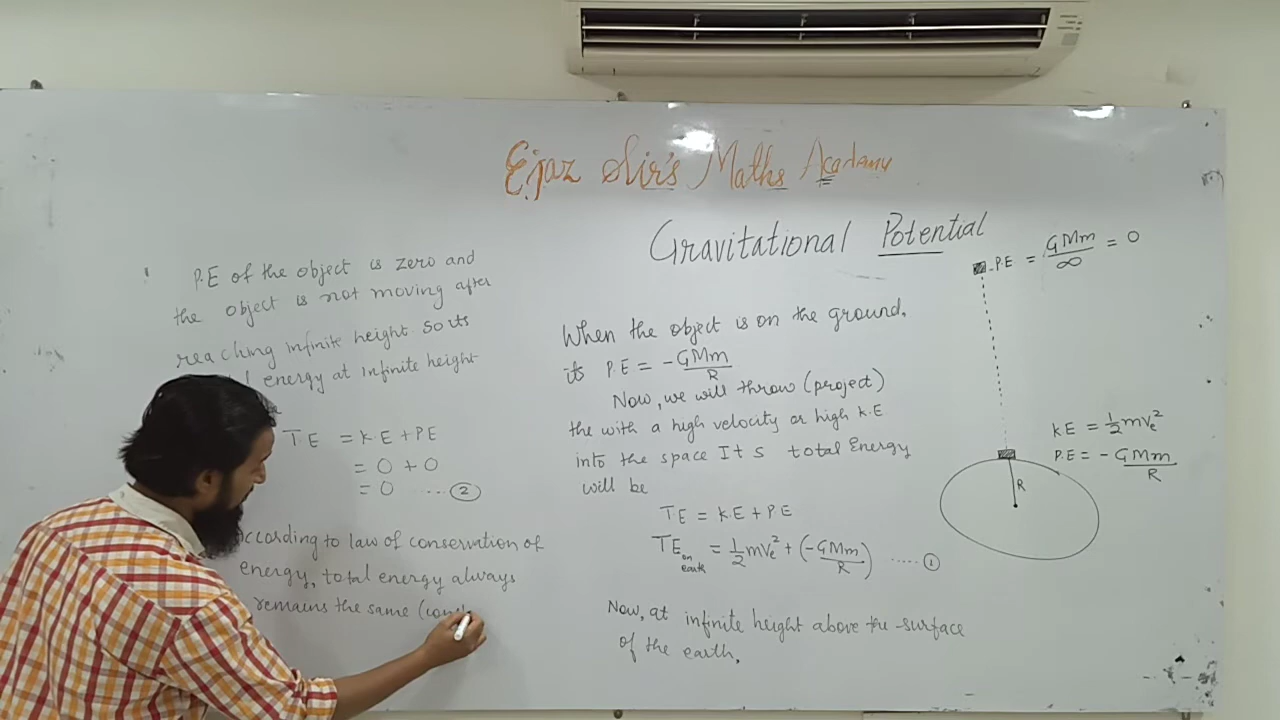 Ejaz Sir's Maths Academy
Gravitational Potential
When the object is on the ground,
its P.E = -GMm/R
Now, we will throw (project)
the with a high velocity or high K.E
into the space Its total Energy
will be
TE = KE + PE
TE on earth = 1/2 mve² + (-GMm/R) ...... ①
Now, at infinite height above the surface
of the earth,
P.E of the object is zero and
the object is not moving after
reaching infinite height so its
energy at infinite height
TE = K.E + PE
= 0 + 0
= 0 .... ②
ccording to law of conservation of
energy, total energy always
remains the same (con
P.E = GMm/∞ = 0
KE = 1/2 mve²
P.E = -GMm/R
R